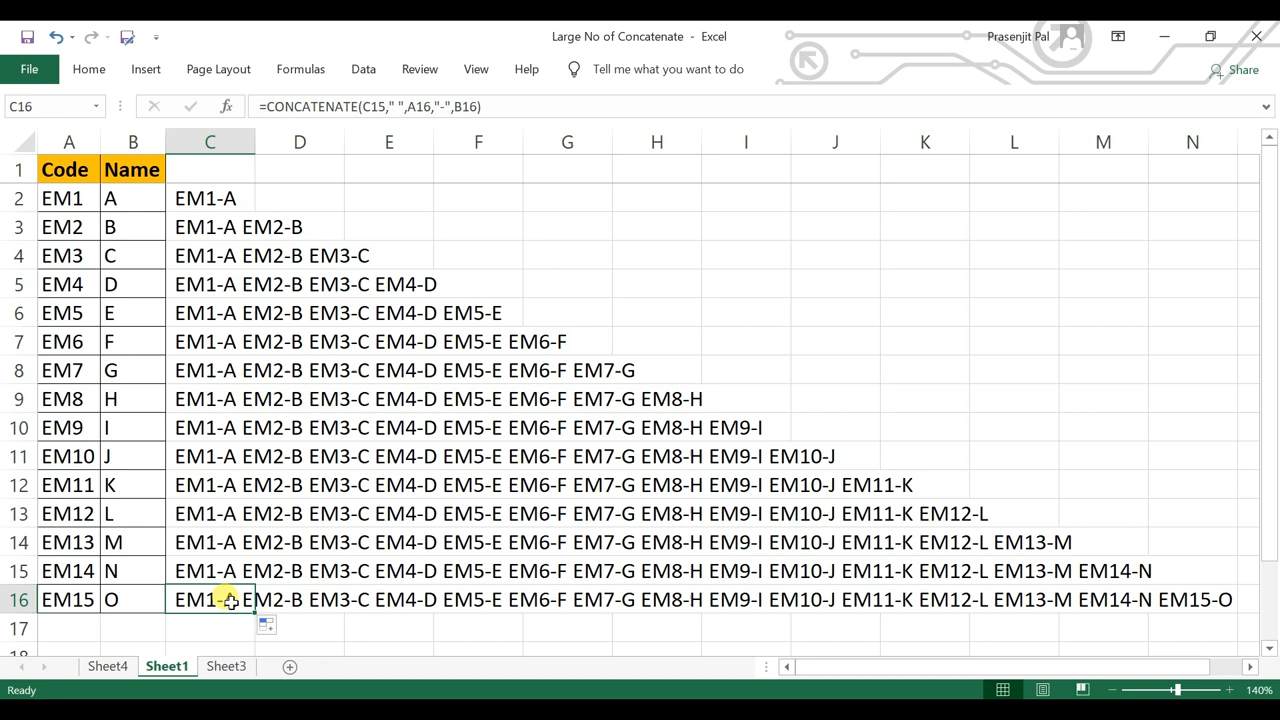 Large No of Concatenate - Excel
Prasenjit Pal
File Home Insert Page Layout Formulas Data Review View Help Tell me what you want to do Share
C16 fx =CONCATENATE(C15," ",A16,"-",B16)
A B C D E F G H I J K L M N
1 Code Name
2 EM1 A EM1-A
3 EM2 B EM1-A EM2-B
4 EM3 C EM1-A EM2-B EM3-C
5 EM4 D EM1-A EM2-B EM3-C EM4-D
6 EM5 E EM1-A EM2-B EM3-C EM4-D EM5-E
7 EM6 F EM1-A EM2-B EM3-C EM4-D EM5-E EM6-F
8 EM7 G EM1-A EM2-B EM3-C EM4-D EM5-E EM6-F EM7-G
9 EM8 H EM1-A EM2-B EM3-C EM4-D EM5-E EM6-F EM7-G EM8-H
10 EM9 I EM1-A EM2-B EM3-C EM4-D EM5-E EM6-F EM7-G EM8-H EM9-I
11 EM10 J EM1-A EM2-B EM3-C EM4-D EM5-E EM6-F EM7-G EM8-H EM9-I EM10-J
12 EM11 K EM1-A EM2-B EM3-C EM4-D EM5-E EM6-F EM7-G EM8-H EM9-I EM10-J EM11-K
13 EM12 L EM1-A EM2-B EM3-C EM4-D EM5-E EM6-F EM7-G EM8-H EM9-I EM10-J EM11-K EM12-L
14 EM13 M EM1-A EM2-B EM3-C EM4-D EM5-E EM6-F EM7-G EM8-H EM9-I EM10-J EM11-K EM12-L EM13-M
15 EM14 N EM1-A EM2-B EM3-C EM4-D EM5-E EM6-F EM7-G EM8-H EM9-I EM10-J EM11-K EM12-L EM13-M EM14-N
16 EM15 O EM1-A EM2-B EM3-C EM4-D EM5-E EM6-F EM7-G EM8-H EM9-I EM10-J EM11-K EM12-L EM13-M EM14-N EM15-O
17
18
Sheet4 Sheet1 Sheet3
Ready 140%